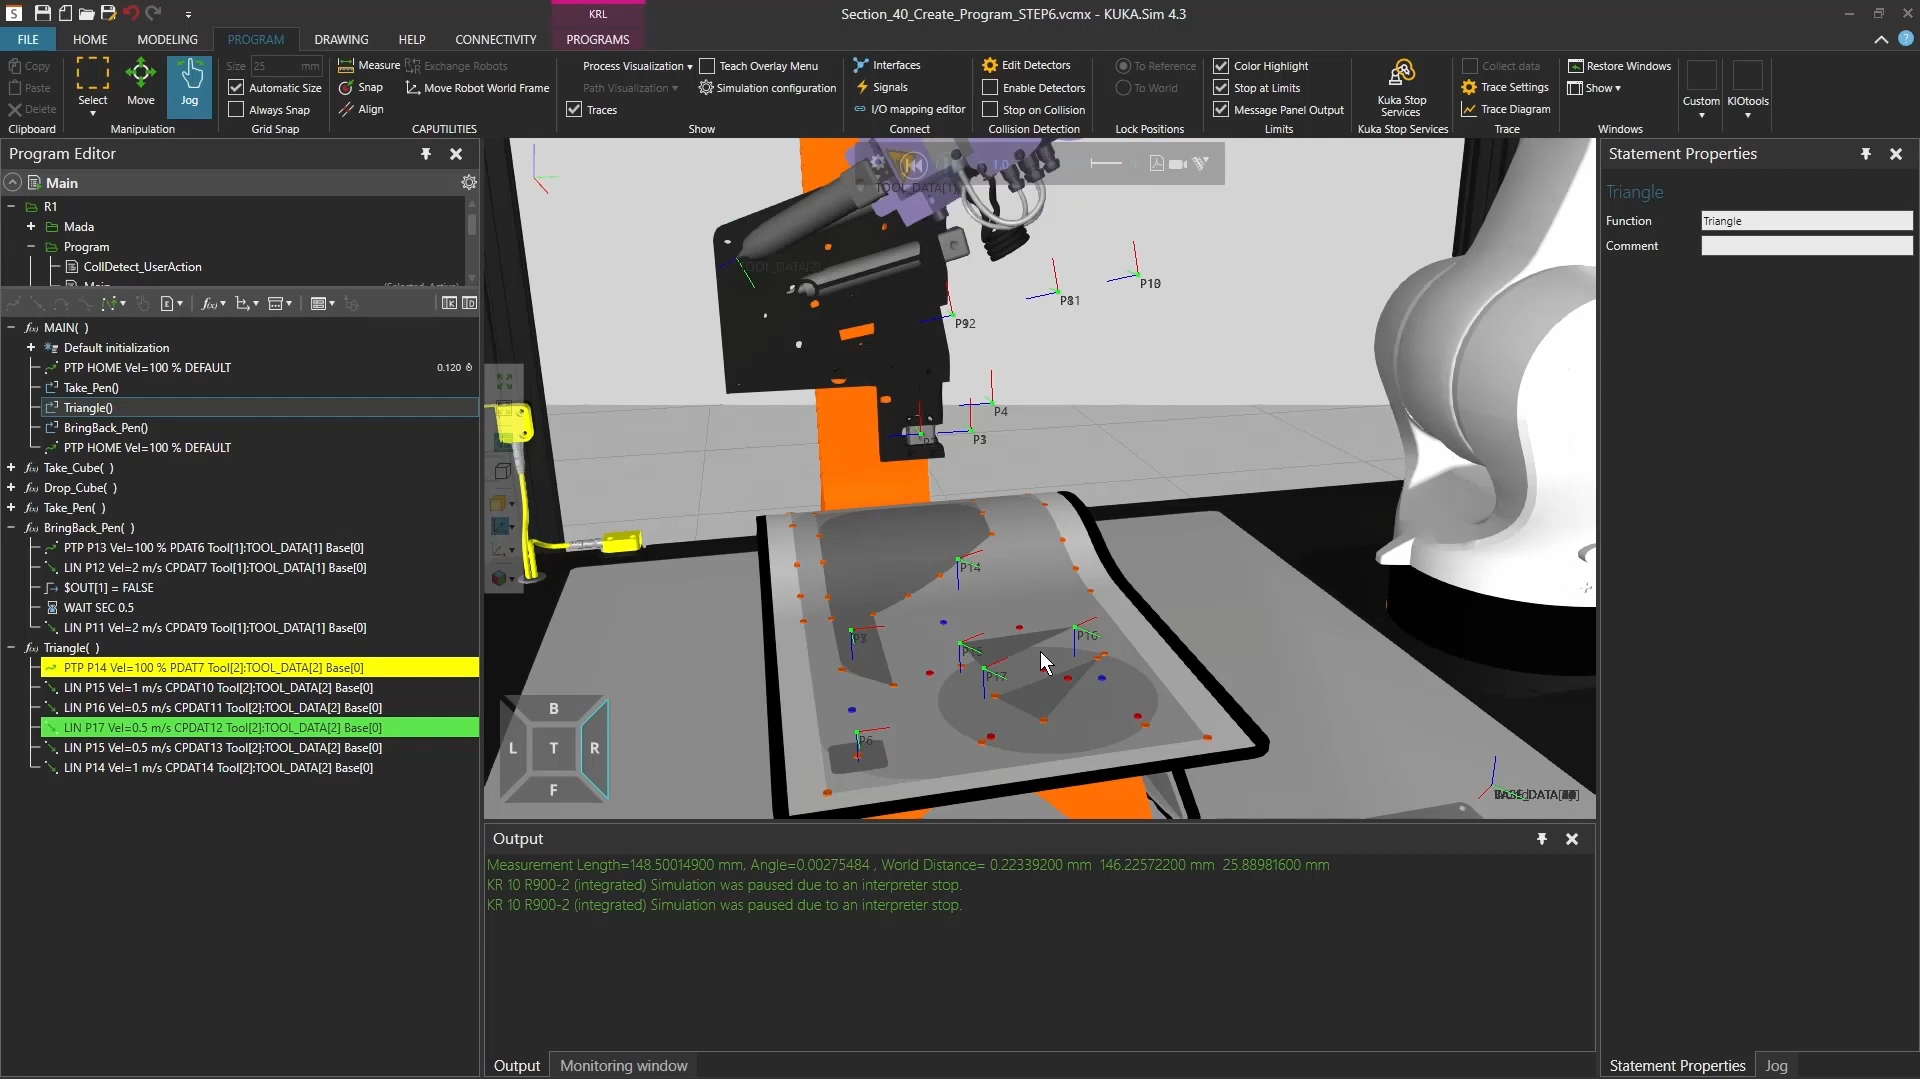 Section_40_Create_Program_STEP6.vcmx - KUKA.Sim 4.3
KRL
FILE HOME MODELING PROGRAM DRAWING HELP CONNECTIVITY PROGRAMS
Copy
Paste
Delete
Clipboard
Select
Move
Jog
Manipulation
Size 25 mm
Automatic Size
Always Snap
Grid Snap
Measure
Snap
Align
Exchange Robots
Move Robot World Frame
CAPUTILITIES
Process Visualization
Path Visualization
Traces
Teach Overlay Menu
Simulation configuration
Show
Interfaces
Signals
I/O mapping editor
Connect
Edit Detectors
Enable Detectors
Stop on Collision
Collision Detection
To Reference
To World
Lock Positions
Color Highlight
Stop at Limits
Message Panel Output
Limits
Kuka Stop
Services
Kuka Stop Services
Collect data
Trace Settings
Trace Diagram
Trace
Restore Windows
Show
Windows
Custom
KIOtools
Program Editor
Main
R1
Mada
Program
CollDetect_UserAction
MAIN( )
Default initialization
PTP HOME Vel=100 % DEFAULT 0.120
Take_Pen()
Triangle()
BringBack_Pen()
PTP HOME Vel=100 % DEFAULT
Take_Cube( )
Drop_Cube( )
Take_Pen( )
BringBack_Pen( )
PTP P13 Vel=100 % PDAT6 Tool[1]:TOOL_DATA[1] Base[0]
LIN P12 Vel=2 m/s CPDAT7 Tool[1]:TOOL_DATA[1] Base[0]
$OUT[1] = FALSE
WAIT SEC 0.5
LIN P11 Vel=2 m/s CPDAT9 Tool[1]:TOOL_DATA[1] Base[0]
Triangle( )
PTP P14 Vel=100 % PDAT7 Tool[2]:TOOL_DATA[2] Base[0]
LIN P15 Vel=1 m/s CPDAT10 Tool[2]:TOOL_DATA[2] Base[0]
LIN P16 Vel=0.5 m/s CPDAT11 Tool[2]:TOOL_DATA[2] Base[0]
LIN P17 Vel=0.5 m/s CPDAT12 Tool[2]:TOOL_DATA[2] Base[0]
LIN P15 Vel=0.5 m/s CPDAT13 Tool[2]:TOOL_DATA[2] Base[0]
LIN P14 Vel=1 m/s CPDAT14 Tool[2]:TOOL_DATA[2] Base[0]
1.0
TOOL_DATA[1]
TOOL_DATA[2]
P4
P3
P14
P16
P17
P6
B
L T R
F
Output
Measurement Length=148.50014900 mm, Angle=0.00275484 , World Distance= 0.22339200 mm 146.22572200 mm 25.88981600 mm
KR 10 R900-2 (integrated) Simulation was paused due to an interpreter stop.
KR 10 R900-2 (integrated) Simulation was paused due to an interpreter stop.
Output Monitoring window
Statement Properties
Triangle
Function Triangle
Comment
Statement Properties Jog